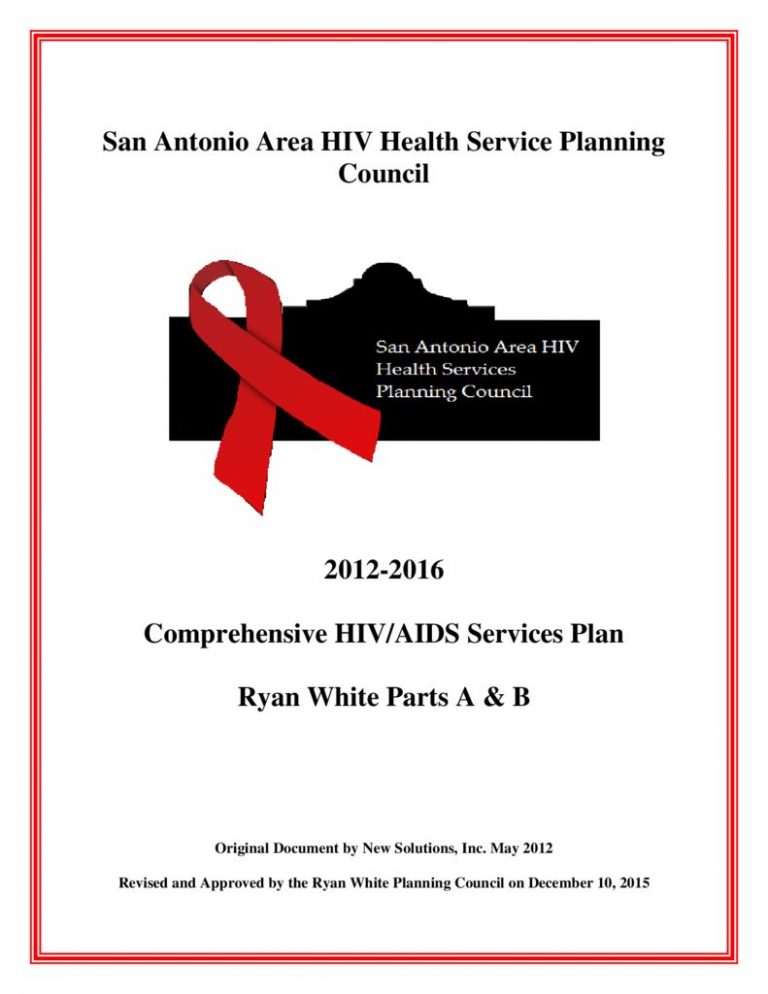 San Antonio Area HIV Health Service Planning
Council
San Antonio Area HIV
Health Services
Planning Council
2012-2016
Comprehensive HIV/AIDS Services Plan
Ryan White Parts A & B
Original Document by New Solutions, Inc. May 2012
Revised and Approved by the Ryan White Planning Council on December 10, 2015